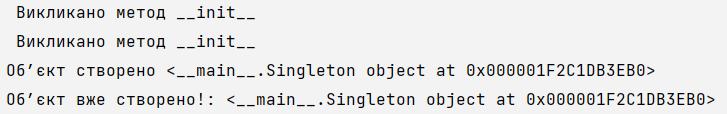 Викликано метод __init__
Викликано метод __init__
Об’єкт створено <__main__.Singleton object at 0x000001F2C1DB3EB0>
Об’єкт вже створено!: <__main__.Singleton object at 0x000001F2C1DB3EB0>